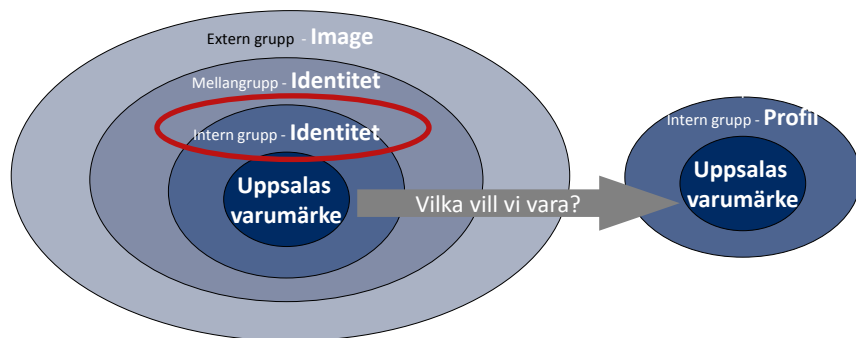 Extern grupp - Image
Mellangrupp - Identitet
Intern grupp - Identitet
Uppsalas
varumärke
Vilka vill vi vara?
Intern grupp - Profil
Uppsalas
varumärke